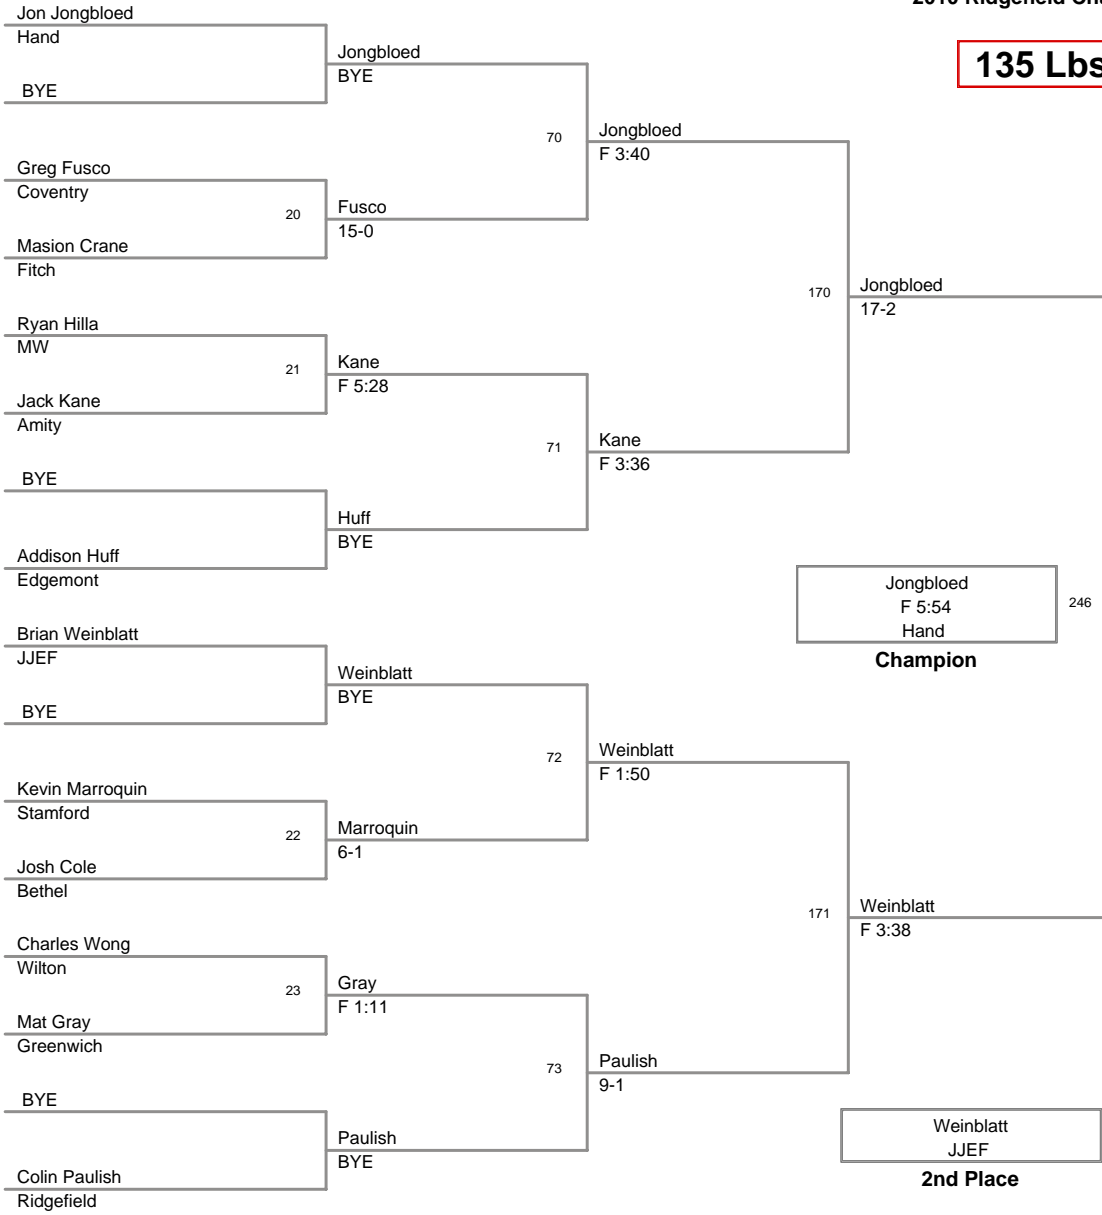 2010 Ridgefield Cha
135 Lbs
Jon Jongbloed
Hand
BYE
Jongbloed
BYE
Greg Fusco
Coventry
20
Masion Crane
Fitch
Fusco
15-0
70
Jongbloed
F 3:40
Ryan Hilla
MW
21
Jack Kane
Amity
Kane
F 5:28
BYE
Addison Huff
Edgemont
Huff
BYE
71
Kane
F 3:36
170
Jongbloed
17-2
Jongbloed
F 5:54
Hand
246
Champion
Brian Weinblatt
JJEF
BYE
Weinblatt
BYE
Kevin Marroquin
Stamford
22
Josh Cole
Bethel
Marroquin
6-1
72
Weinblatt
F 1:50
Charles Wong
Wilton
23
Mat Gray
Greenwich
Gray
F 1:11
BYE
Colin Paulish
Ridgefield
Paulish
BYE
73
Paulish
9-1
171
Weinblatt
F 3:38
Weinblatt
JJEF
2nd Place